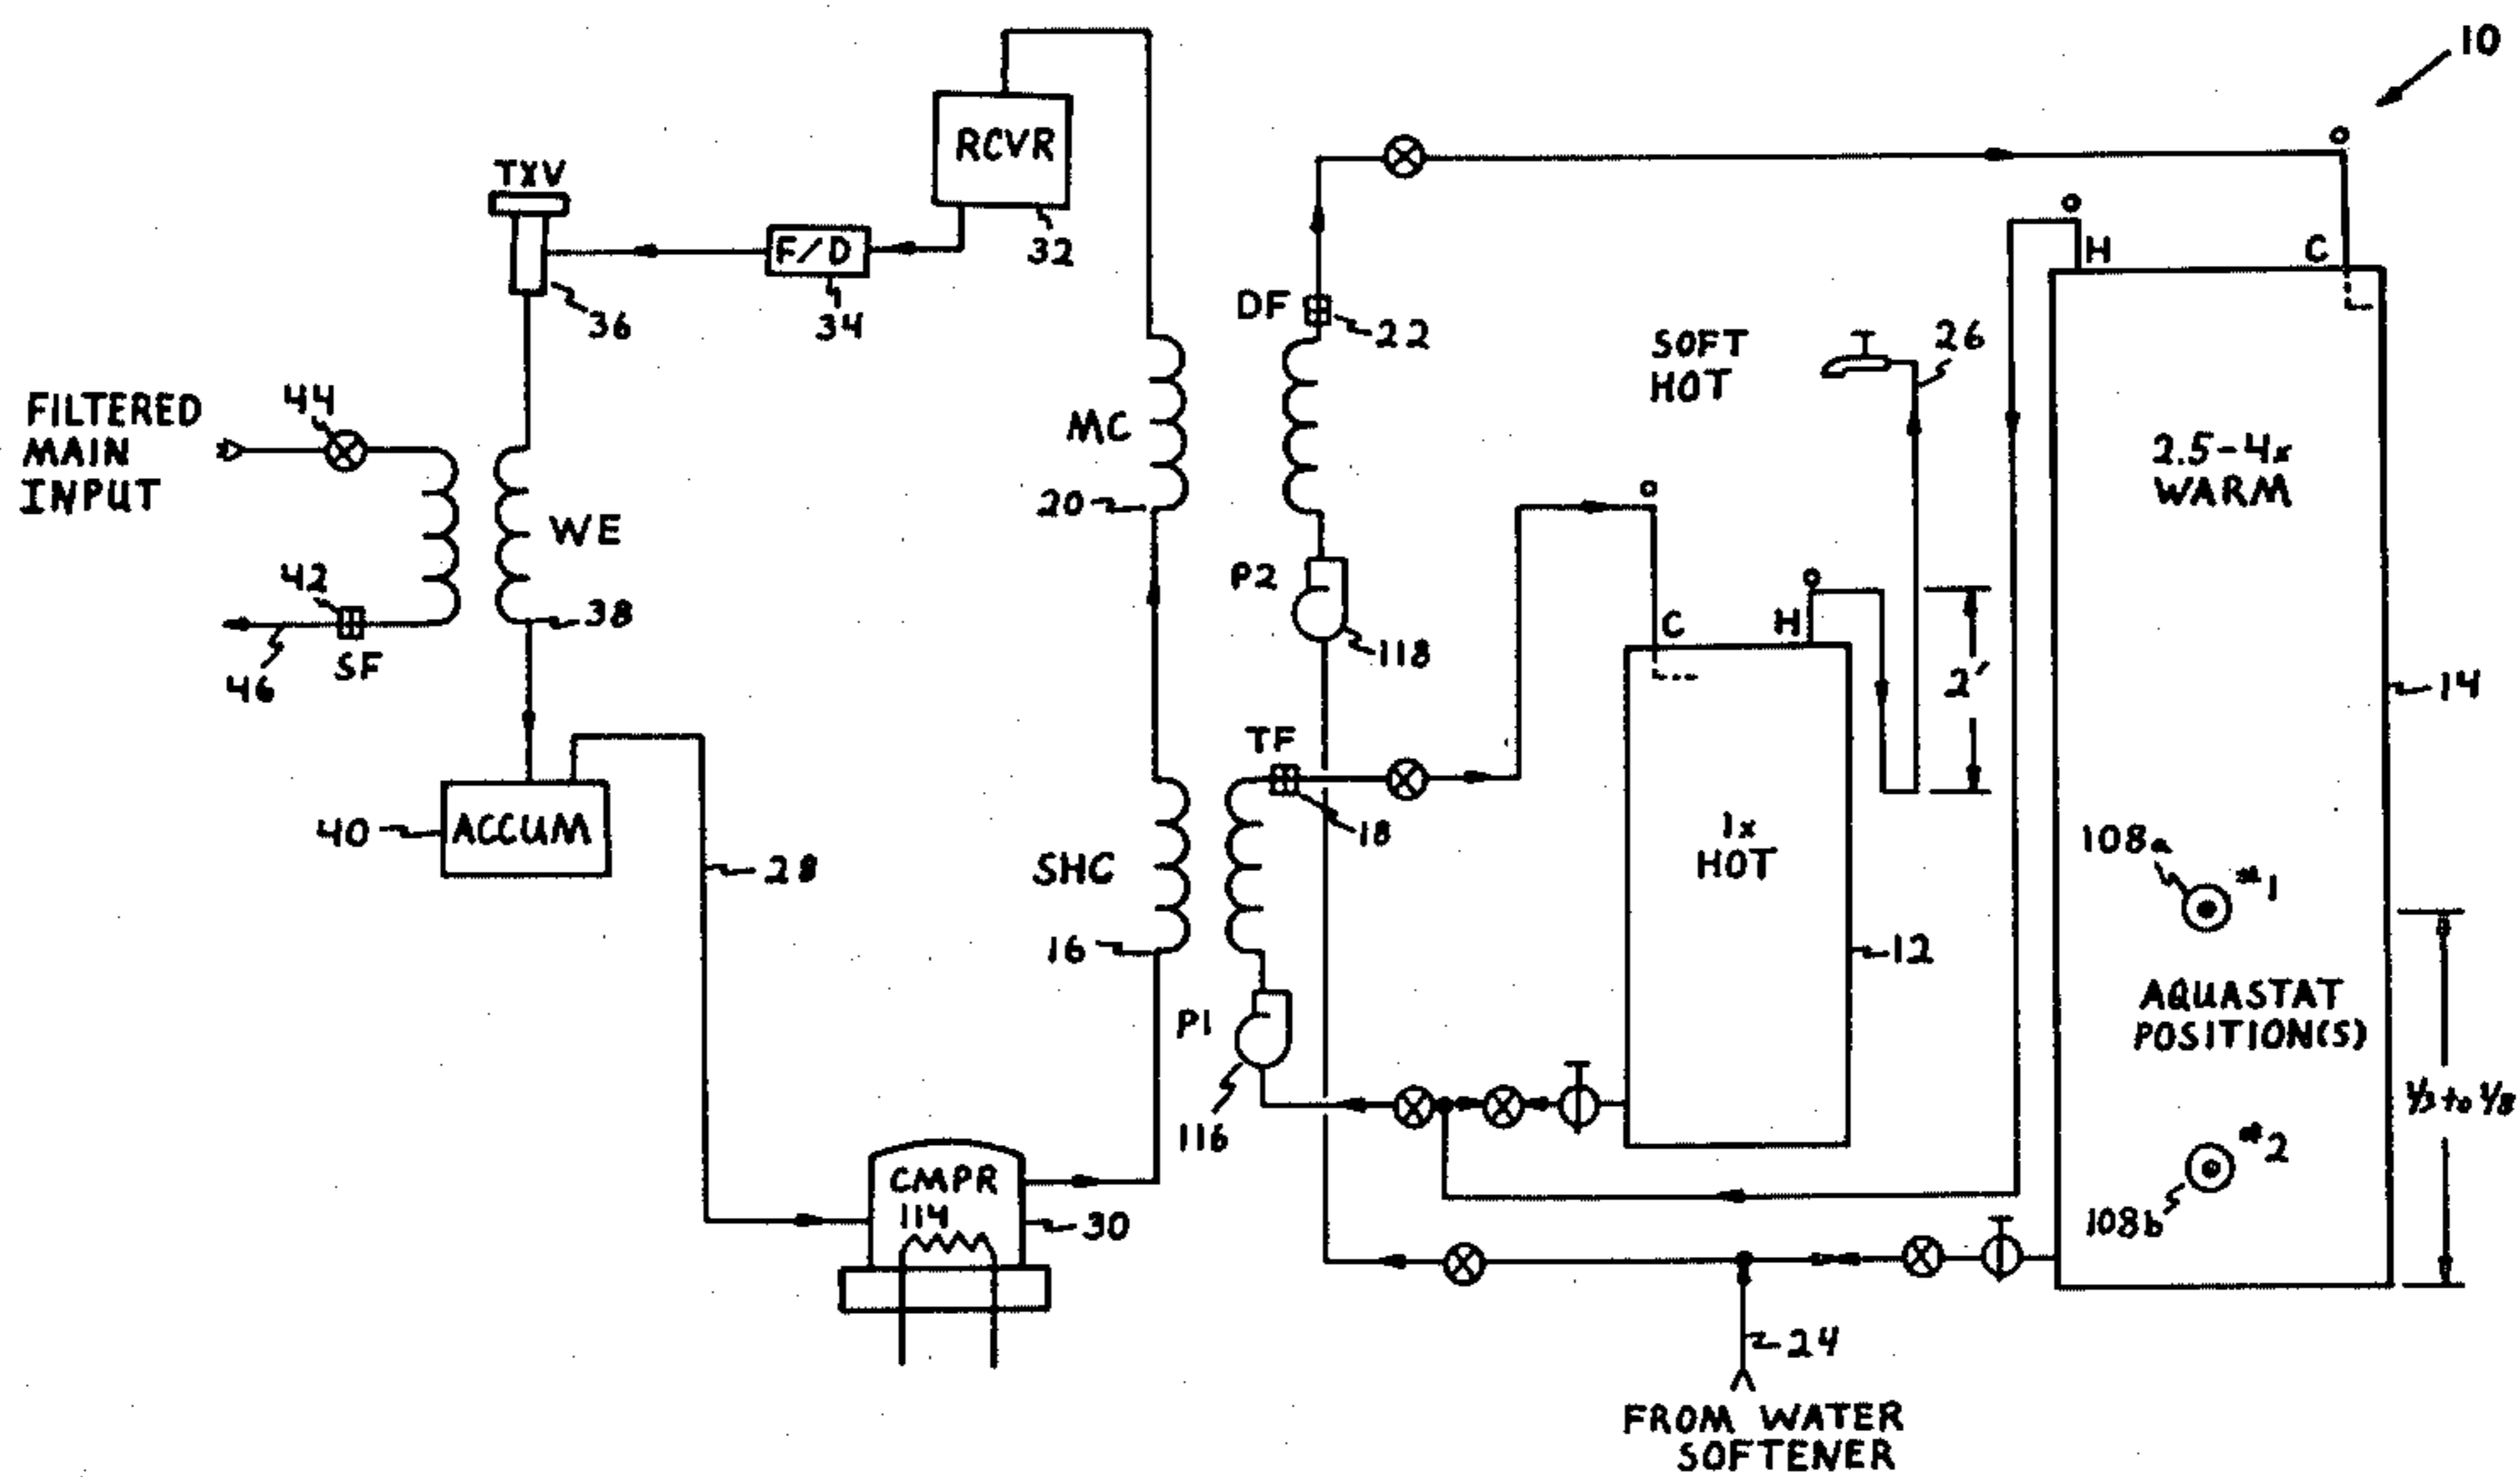 10
RCVR
TXV
32
H
C
F/D
34
36
DF
22
26
SOFT
HOT
44
FILTERED
MAIN
INPUT
MC
2.5-4x
WARM
20
WE
42
P2
38
C
H
118
SF
46
2'
14
TF
18
40
ACCUM
28
1x
HOT
108a
#1
SHC
16
12
P1
AQUASTAT
POSITION(S)
116
1/3 to 1/8
CMPR
114
30
#2
108b
24
FROM WATER
SOFTENER